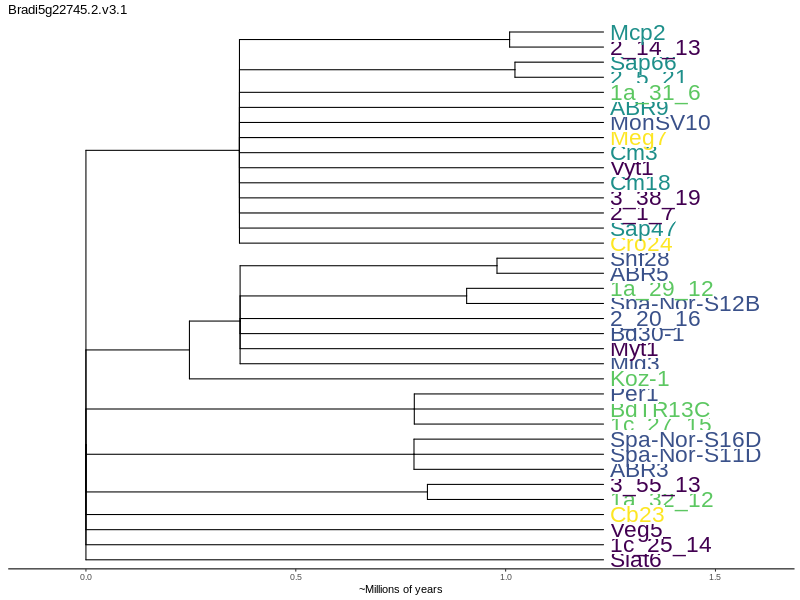 Bradi5g22745.2.v3.1
Mcp2
2_14_13
Sap66
2_5_21
1a_31_6
ABR9
MonSV10
Meg7
Cm3
Vyt1
Cm18
3_38_19
2_1_7
Sap47
Cro24
Shf28
ABR5
1a_29_12
Spa-Nor-S12B
2_20_16
Bd30-1
Myt1
Mig3
Koz-1
Per1
BdTR13C
1c_27_15
Spa-Nor-S16D
Spa-Nor-S11D
ABR3
3_55_13
1a_32_12
Cb23
Veg5
1c_25_14
Slat6
0.0 0.5 1.0 1.5
~Millions of years